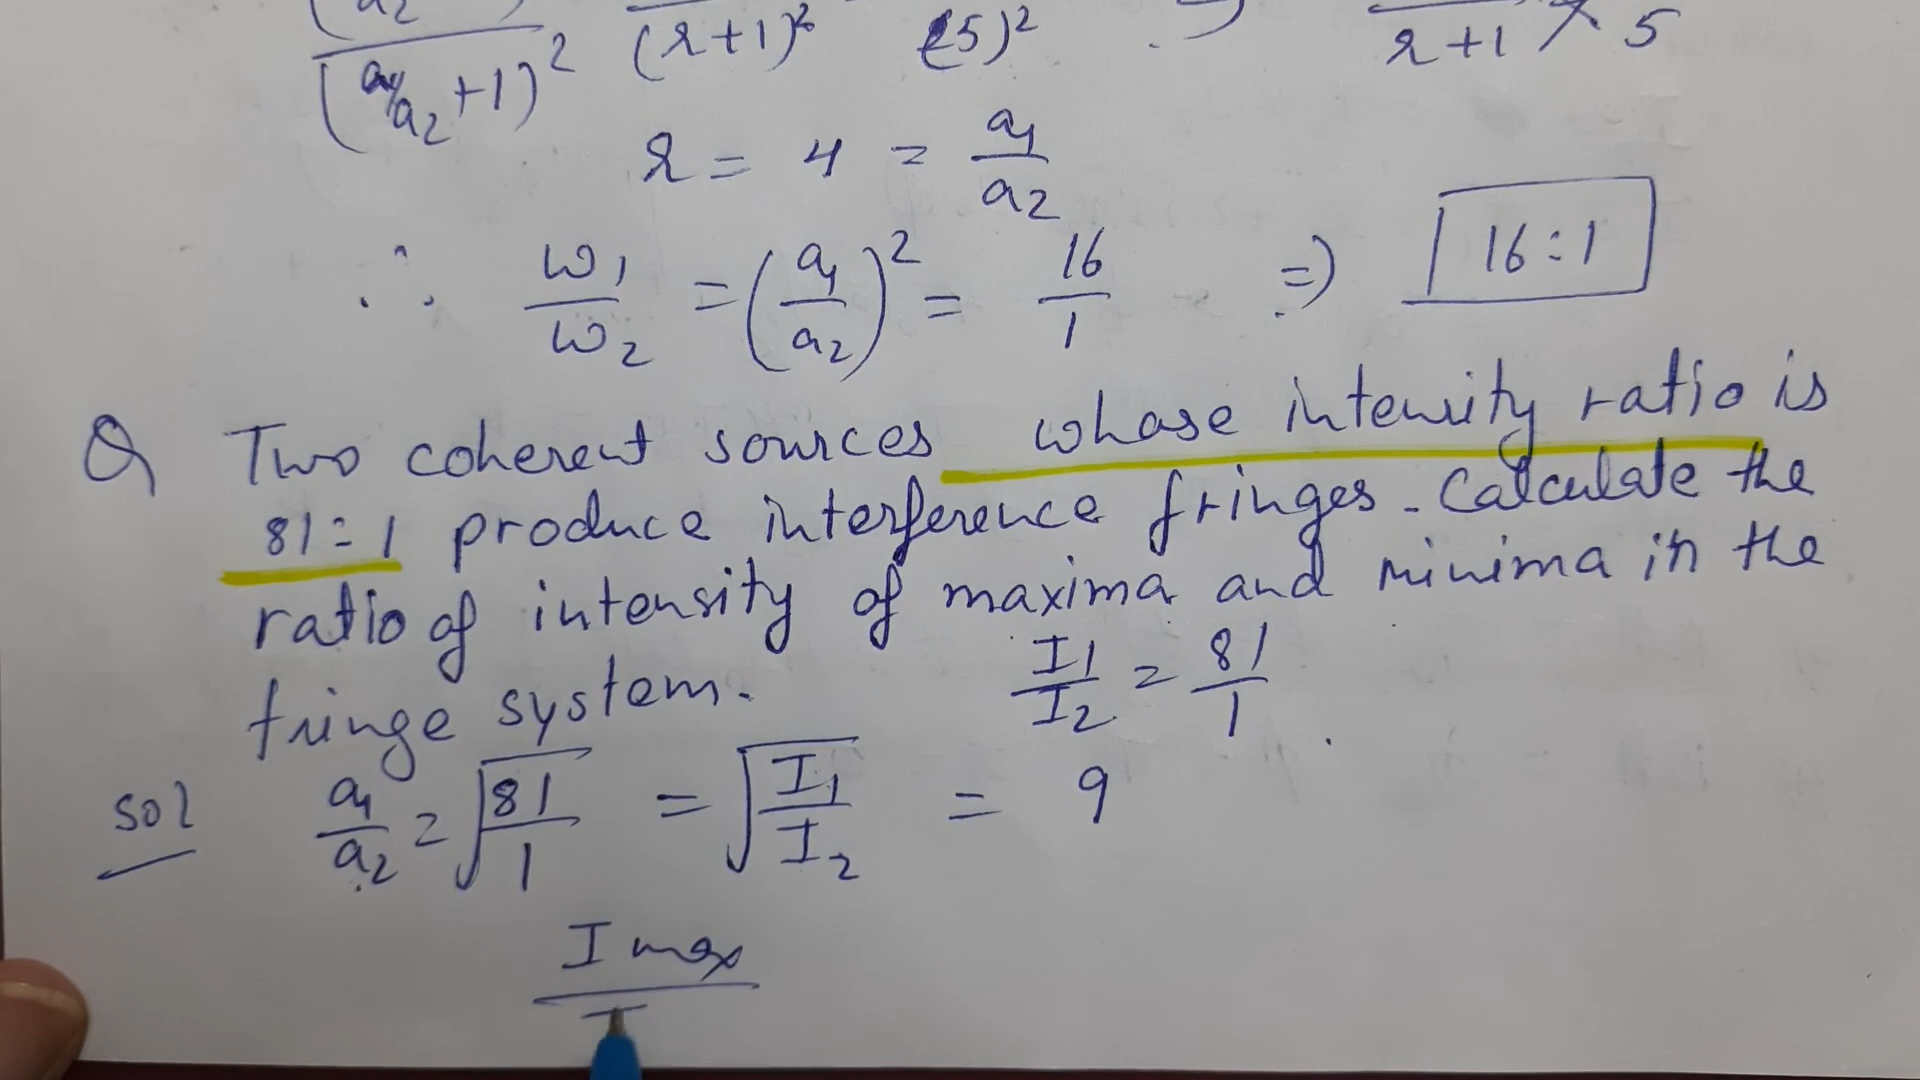 (a1/a2 + 1)² (r+1)² (5)² ⇒ r+1 5
r = 4 = a1/a2
∴ W1/W2 = (a1/a2)² = 16/1 ⇒ 16:1
Q Two coherent sources whose intensity ratio is
81:1 produce interference fringes. Calculate the
ratio of intensity of maxima and minima in the
fringe system. I1/I2 = 81/1
Sol a1/a2 = √81/1 = √I1/I2 = 9
I max